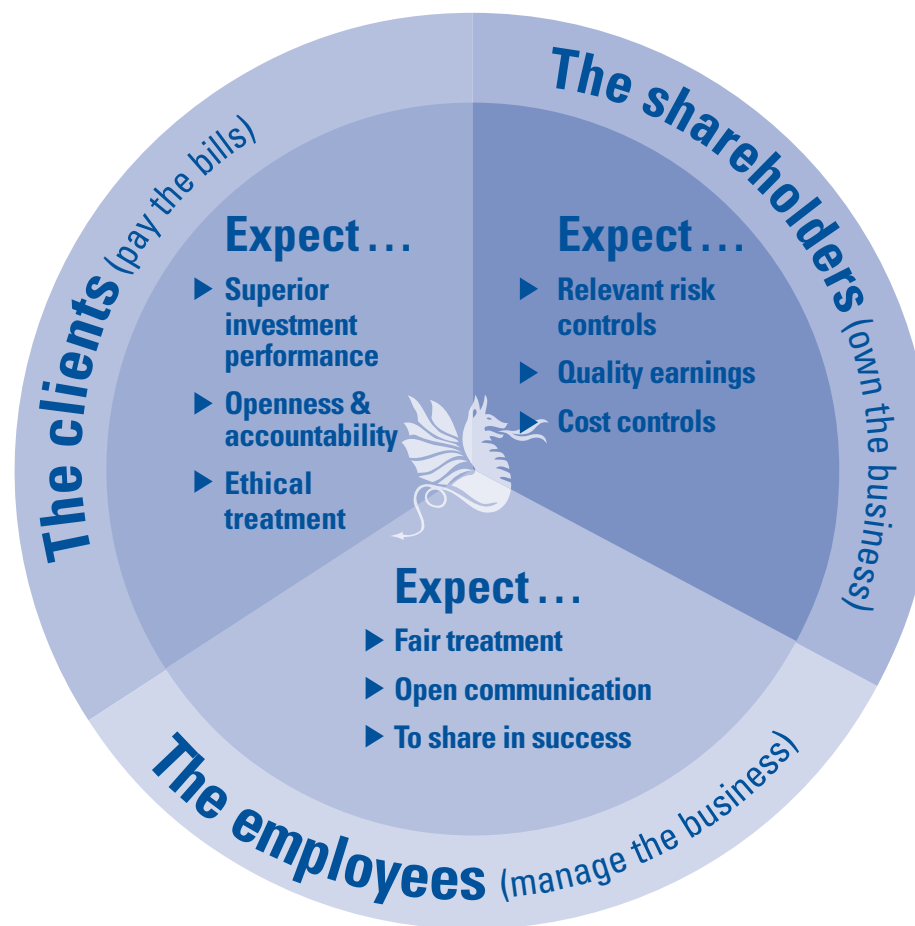 The clients (pay the bills)
Expect...
▶ Superior
investment
performance
▶ Openness &
accountability
▶ Ethical
treatment
The shareholders (own the business)
Expect...
▶ Relevant risk
controls
▶ Quality earnings
▶ Cost controls
Expect...
▶ Fair treatment
▶ Open communication
▶ To share in success
The employees (manage the business)